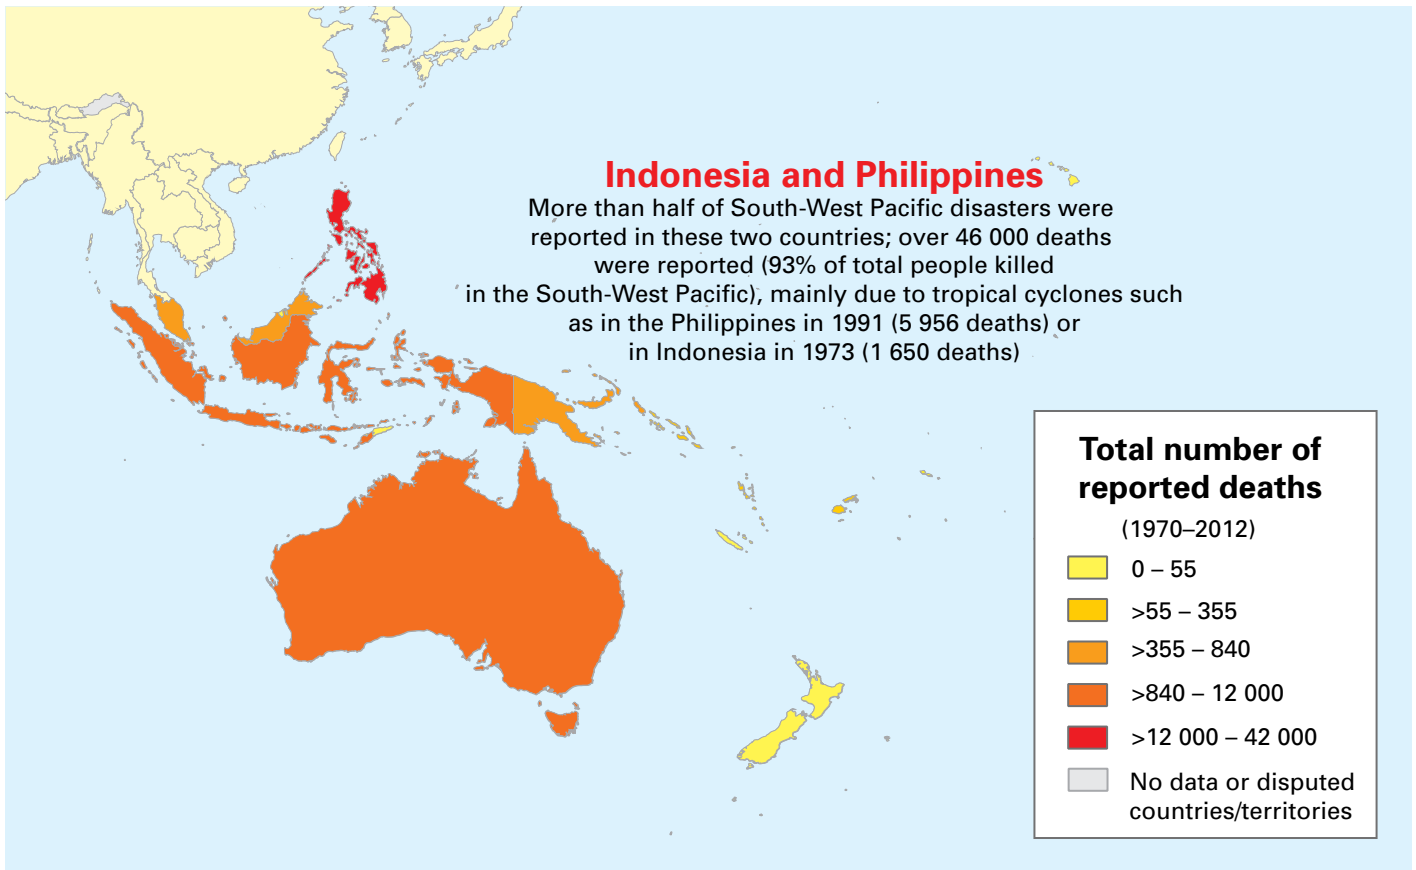 Indonesia and Philippines
More than half of South-West Pacific disasters were
reported in these two countries; over 46 000 deaths
were reported (93% of total people killed
in the South-West Pacific), mainly due to tropical cyclones such
as in the Philippines in 1991 (5 956 deaths) or
in Indonesia in 1973 (1 650 deaths)
Total number of
reported deaths
(1970–2012)
0 – 55
>55 – 355
>355 – 840
>840 – 12 000
>12 000 – 42 000
No data or disputed
countries/territories